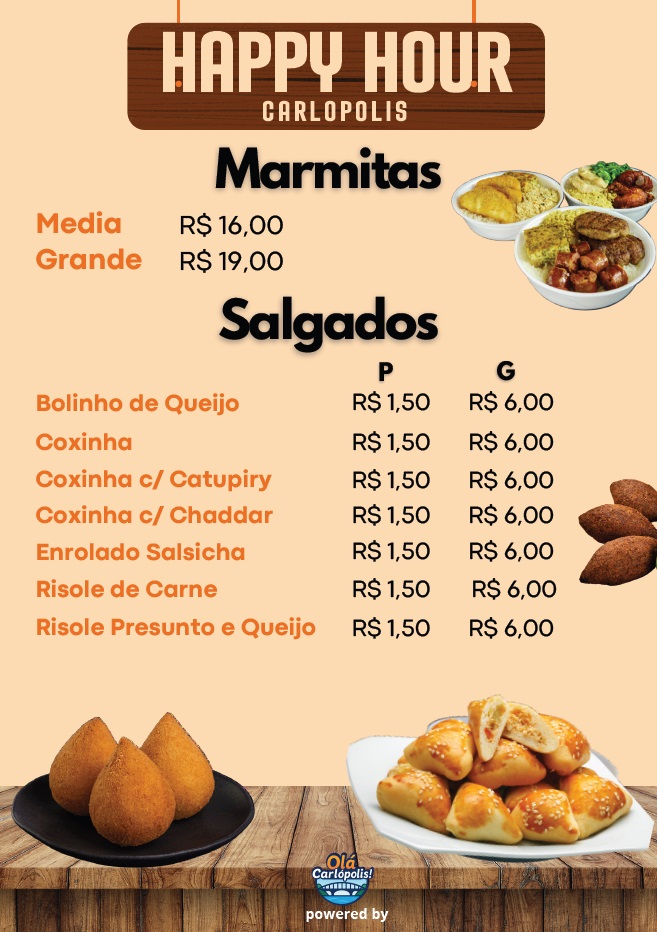 HAPPY HOUR
CARLOPOLIS
Marmitas
Media R$ 16,00
Grande R$ 19,00
Salgados
P G
Bolinho de Queijo R$ 1,50 R$ 6,00
Coxinha R$ 1,50 R$ 6,00
Coxinha c/ Catupiry R$ 1,50 R$ 6,00
Coxinha c/ Chaddar R$ 1,50 R$ 6,00
Enrolado Salsicha R$ 1,50 R$ 6,00
Risole de Carne R$ 1,50 R$ 6,00
Risole Presunto e Queijo R$ 1,50 R$ 6,00
Olá
Carlópolis!
powered by